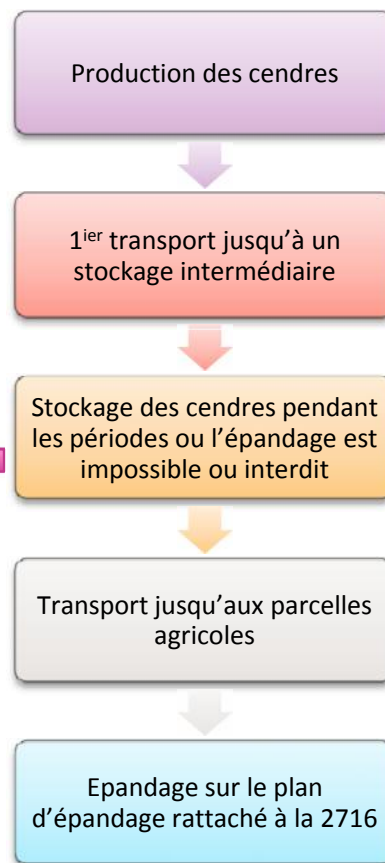 Production des cendres
1ier transport jusqu’à un
stockage intermédiaire
Stockage des cendres pendant
les périodes ou l’épandage est
impossible ou interdit
Transport jusqu’aux parcelles
agricoles
Epandage sur le plan
d’épandage rattaché à la 2716